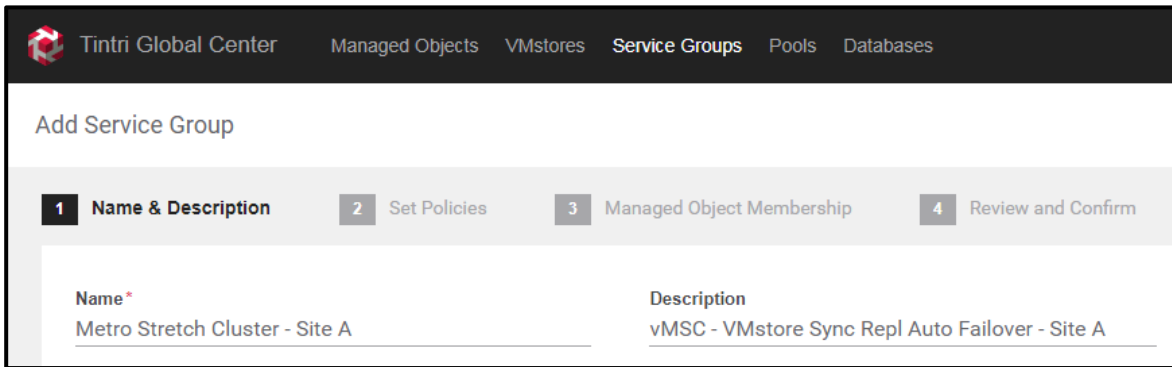 Tintri Global Center Managed Objects VMstores Service Groups Pools Databases
Add Service Group
1 Name & Description 2 Set Policies 3 Managed Object Membership 4 Review and Confirm
Name* Description
Metro Stretch Cluster - Site A vMSC - VMstore Sync Repl Auto Failover - Site A